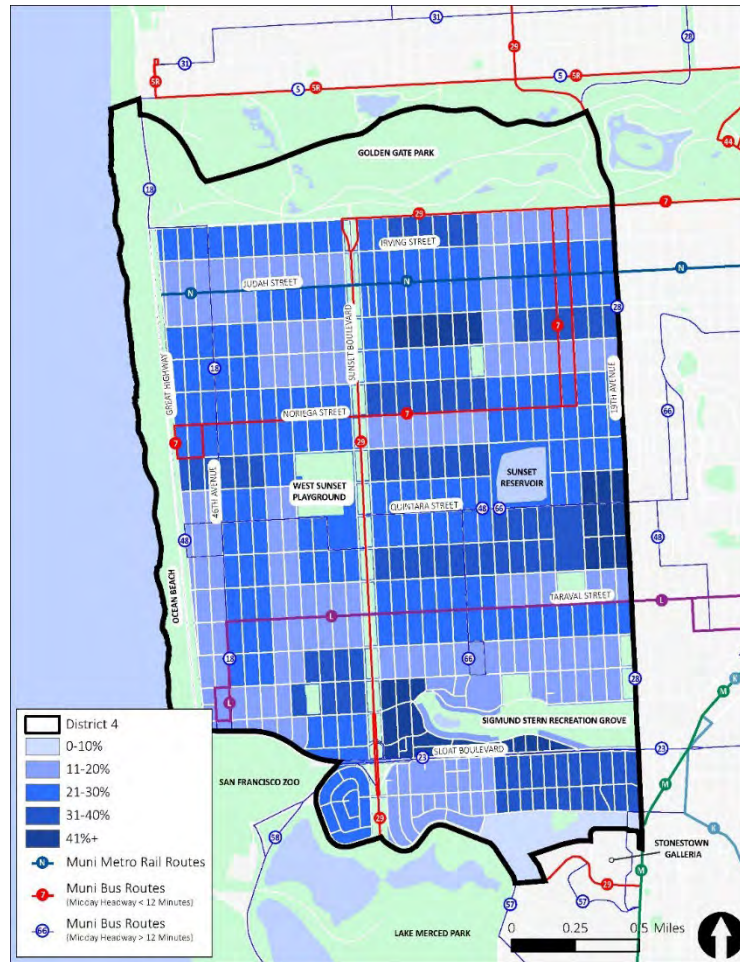 31
28
31
29
5R
5
5R
5
5R
44
GOLDEN GATE PARK
18
29
7
IRVING STREET
JUDAH STREET
N
N
N
SUNSET BOULEVARD
28
7
18
GREAT HIGHWAY
19TH AVENUE
NORIEGA STREET
7
66
7
29
46TH AVENUE
WEST SUNSET
PLAYGROUND
SUNSET
RESERVOIR
QUINTARA STREET
48
66
48
48
OCEAN BEACH
TARAVAL STREET
L
L
18
66
28
L
M
K
SIGMUND STERN RECREATION GROVE
SLOAT BOULEVARD
23
23
SAN FRANCISCO ZOO
M
29
K
58
STONESTOWN
GALLERIA
M
29
57
57
LAKE MERCED PARK
District 4
0-10%
11-20%
21-30%
31-40%
41%+
N Muni Metro Rail Routes
7 Muni Bus Routes
(Midday Headway < 12 Minutes)
66 Muni Bus Routes
(Midday Headway > 12 Minutes)
0 0.25 0.5 Miles